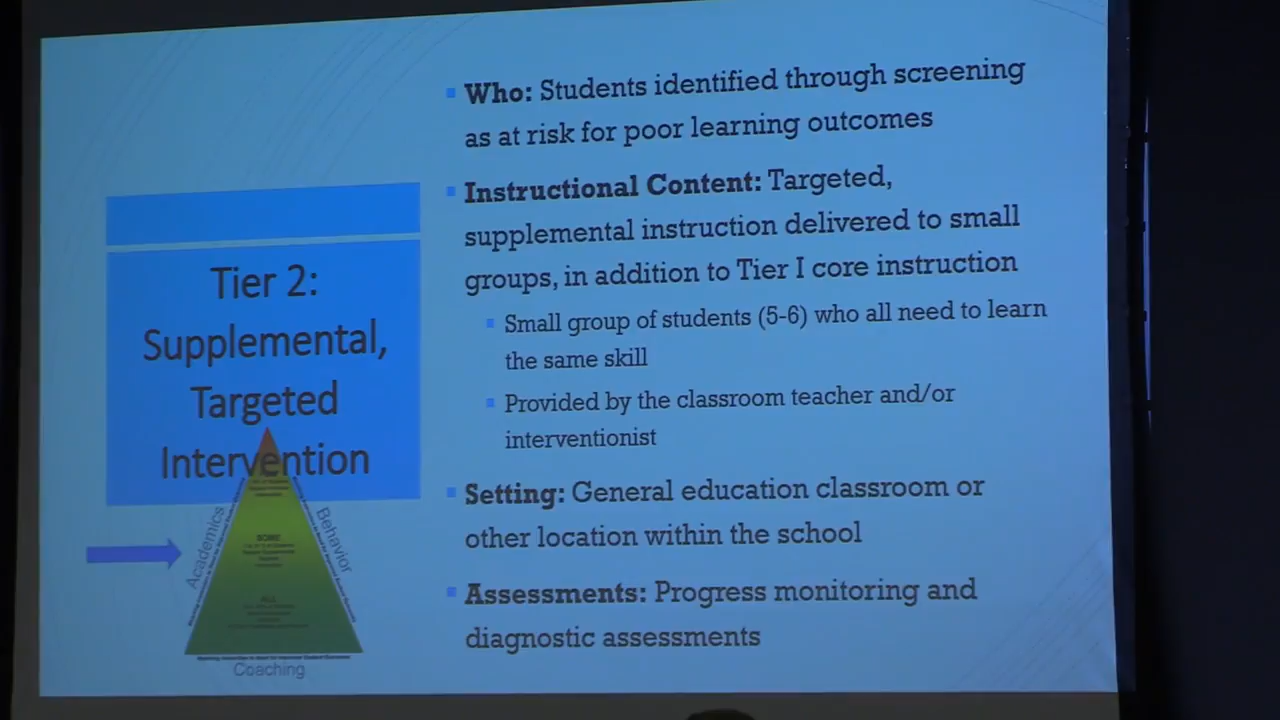 Tier 2:
Supplemental,
Targeted
Intervention
Who: Students identified through screening
as at risk for poor learning outcomes
Instructional Content: Targeted,
supplemental instruction delivered to small
groups, in addition to Tier I core instruction
Small group of students (5-6) who all need to learn
the same skill
Provided by the classroom teacher and/or
interventionist
Setting: General education classroom or
other location within the school
Assessments: Progress monitoring and
diagnostic assessments
Academics
Behavior
SOME
ALL
Coaching